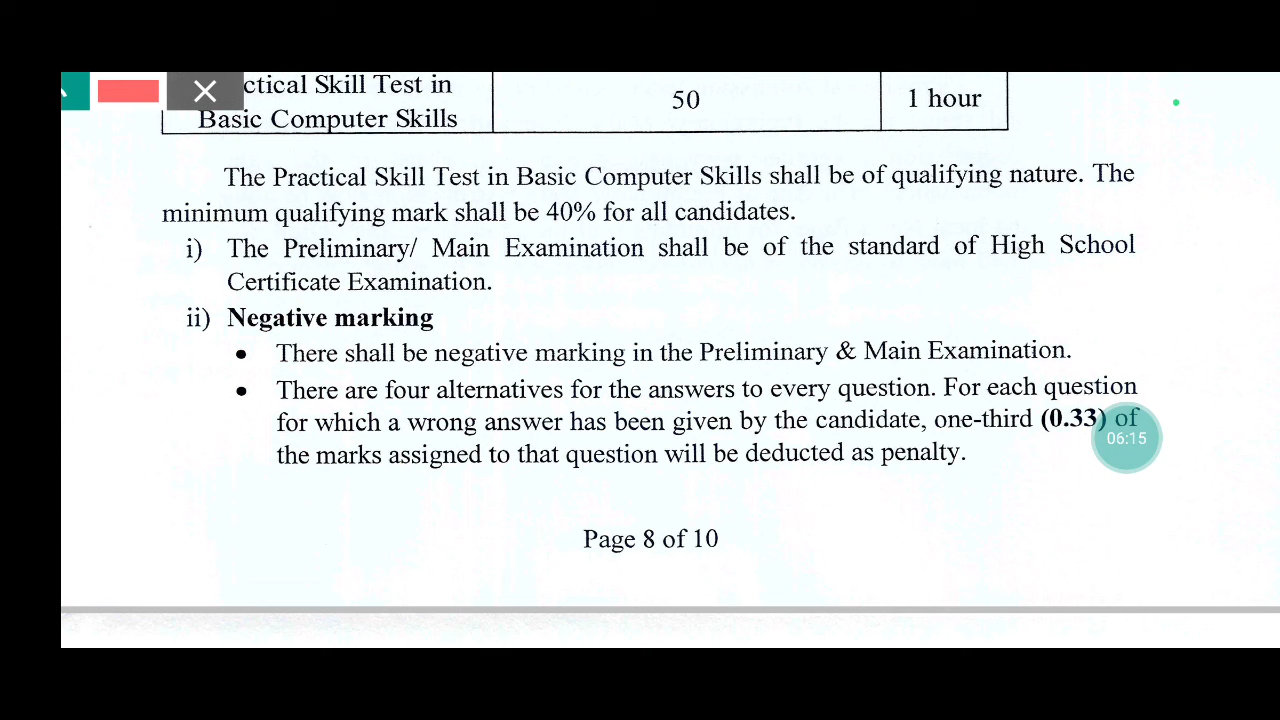 ctical Skill Test in
Basic Computer Skills
50
1 hour
The Practical Skill Test in Basic Computer Skills shall be of qualifying nature. The
minimum qualifying mark shall be 40% for all candidates.
i) The Preliminary/ Main Examination shall be of the standard of High School
Certificate Examination.
ii) Negative marking
• There shall be negative marking in the Preliminary & Main Examination.
• There are four alternatives for the answers to every question. For each question
for which a wrong answer has been given by the candidate, one-third (0.33) of
the marks assigned to that question will be deducted as penalty.
06:15
Page 8 of 10